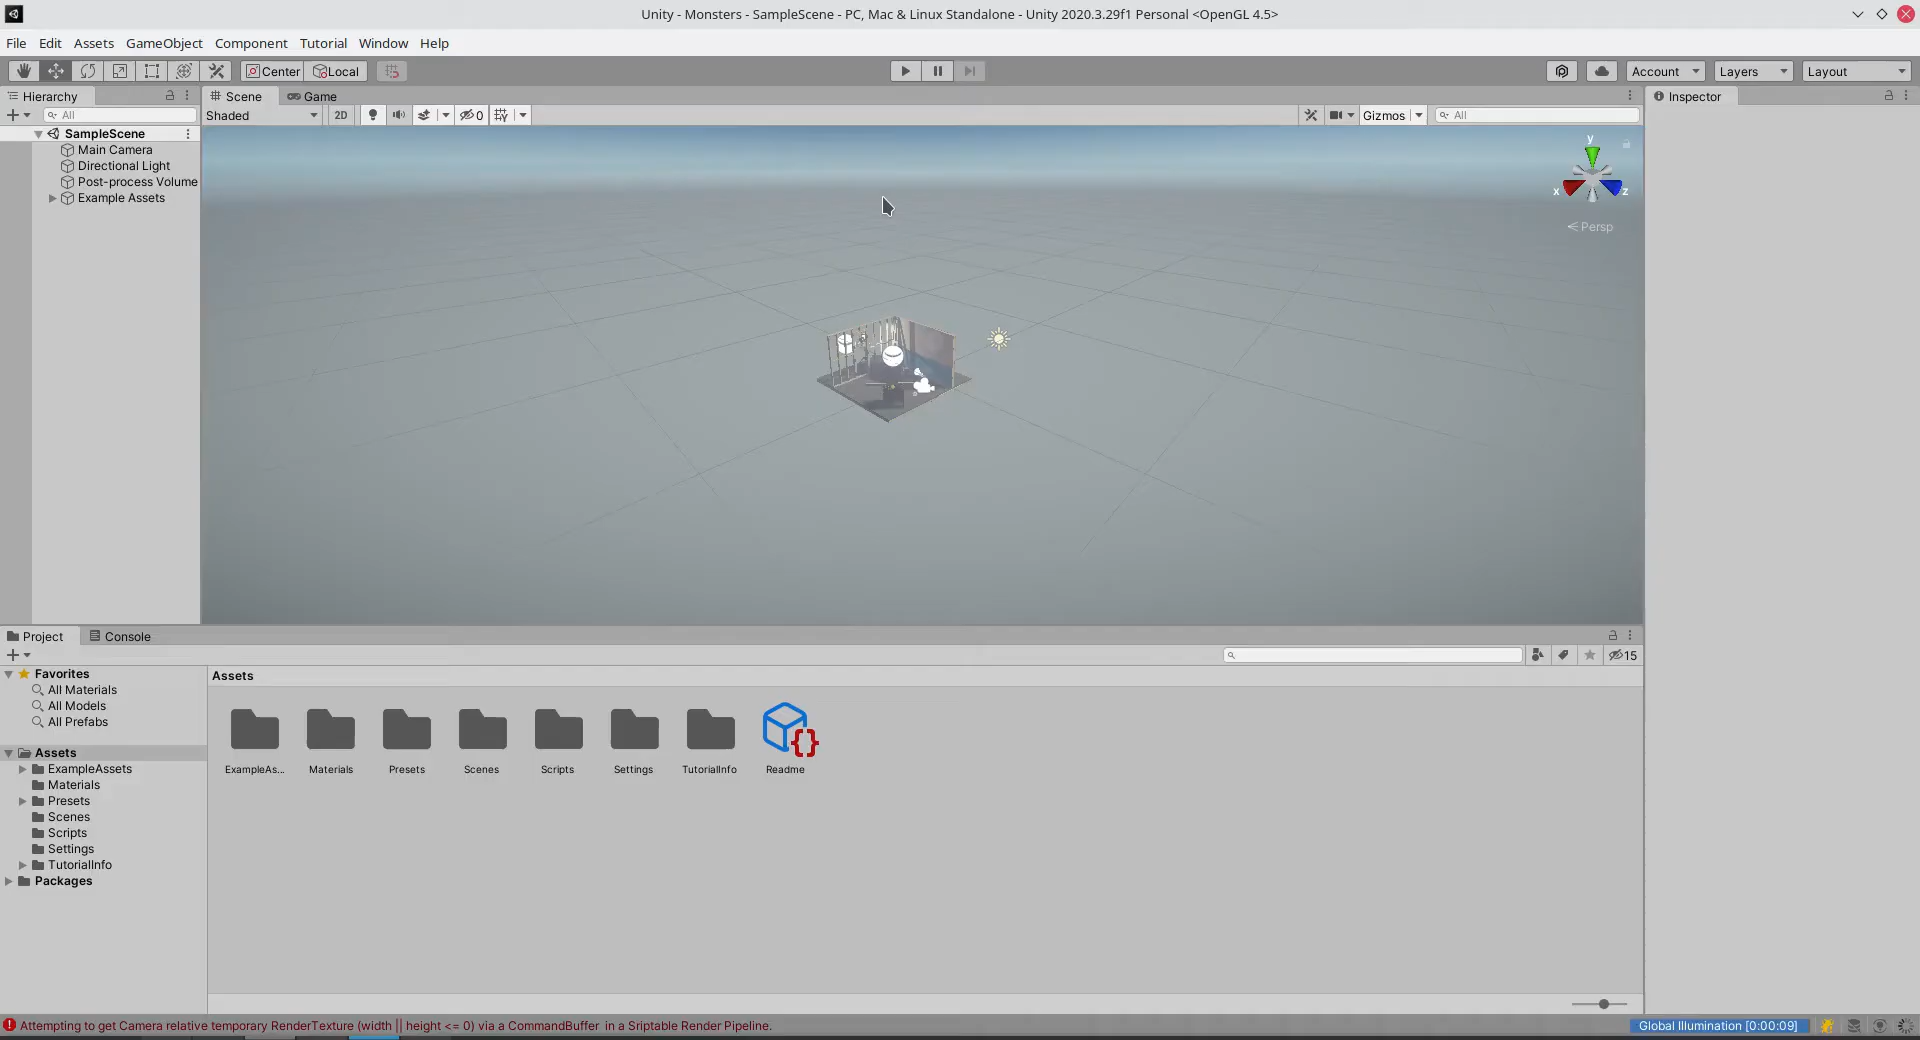 Unity - Monsters - SampleScene - PC, Mac & Linux Standalone - Unity 2020.3.29f1 Personal <OpenGL 4.5>
File Edit Assets GameObject Component Tutorial Window Help
Center Local Account Layers Layout
Hierarchy
All
SampleScene
Main Camera
Directional Light
Post-process Volume
Example Assets
Scene Game
Shaded 2D 0 Gizmos All
y
x z
< Persp
Inspector
Project Console
15
Favorites
All Materials
All Models
All Prefabs
Assets
ExampleAssets
Materials
Presets
Scenes
Scripts
Settings
TutorialInfo
Packages
Assets
ExampleAs... Materials Presets Scenes Scripts Settings TutorialInfo Readme
Attempting to get Camera relative temporary RenderTexture (width || height <= 0) via a CommandBuffer in a Sriptable Render Pipeline.
Global Illumination [0:00:09]